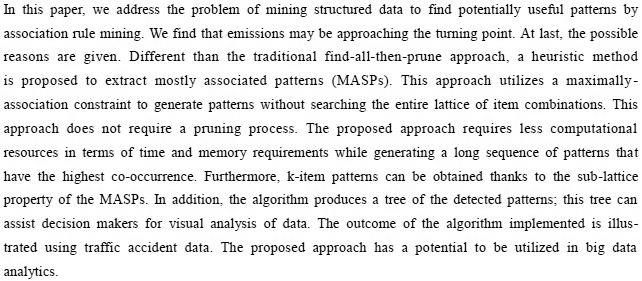 In this paper, we address the problem of mining structured data to find potentially useful patterns by
association rule mining. We find that emissions may be approaching the turning point. At last, the possible
reasons are given. Different than the traditional find-all-then-prune approach, a heuristic method
is proposed to extract mostly associated patterns (MASPs). This approach utilizes a maximally-
association constraint to generate patterns without searching the entire lattice of item combinations. This
approach does not require a pruning process. The proposed approach requires less computational
resources in terms of time and memory requirements while generating a long sequence of patterns that
have the highest co-occurrence. Furthermore, k-item patterns can be obtained thanks to the sub-lattice
property of the MASPs. In addition, the algorithm produces a tree of the detected patterns; this tree can
assist decision makers for visual analysis of data. The outcome of the algorithm implemented is illus-
trated using traffic accident data. The proposed approach has a potential to be utilized in big data
analytics.